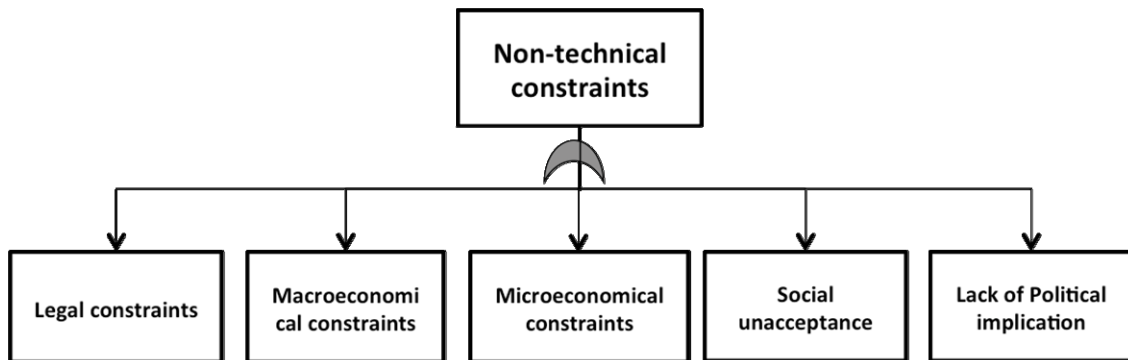 Non-technical
constraints
Legal constraints
Macroeconomi
cal constraints
Microeconomical
constraints
Social
unacceptance
Lack of Political
implication